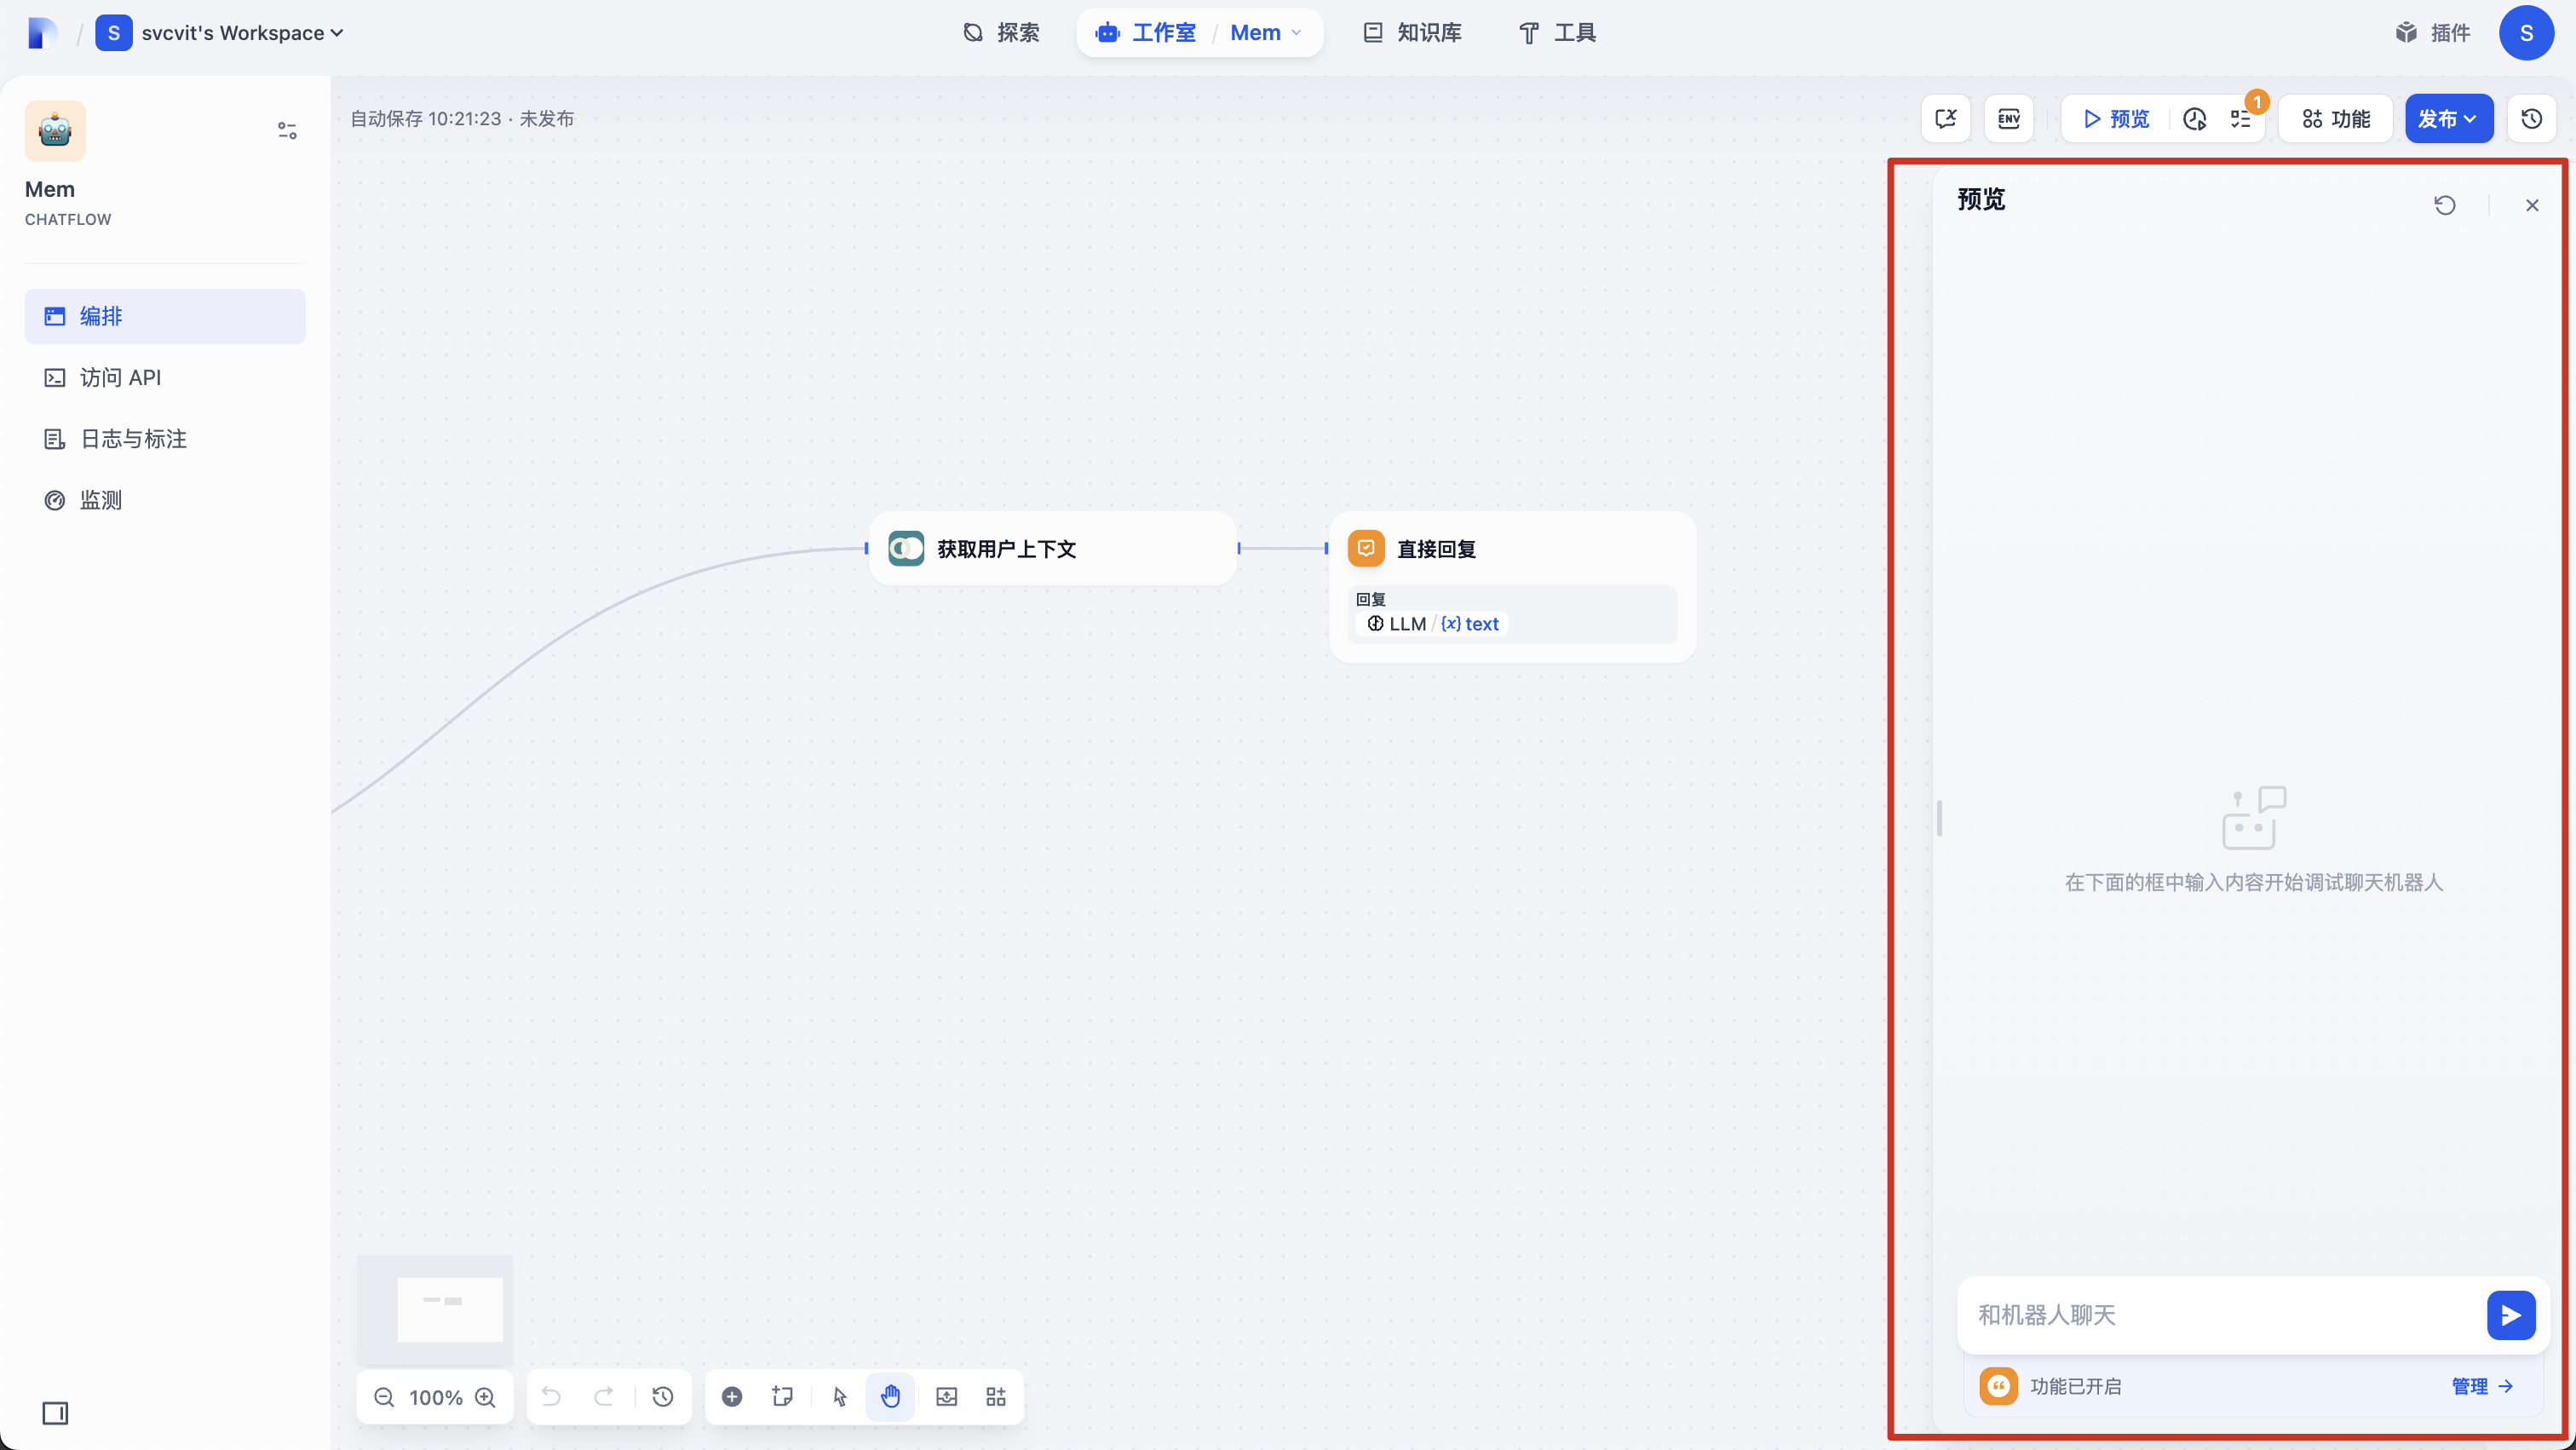 S svcvit's Workspace
探索
工作室 / Mem
知识库
工具
插件
S
Mem
CHATFLOW
编排
访问 API
日志与标注
监测
自动保存 10:21:23 · 未发布
ENV
预览
1
功能
发布
获取用户上下文
直接回复
回复
LLM / {x} text
预览
在下面的框中输入内容开始调试聊天机器人
和机器人聊天
功能已开启
管理
100%